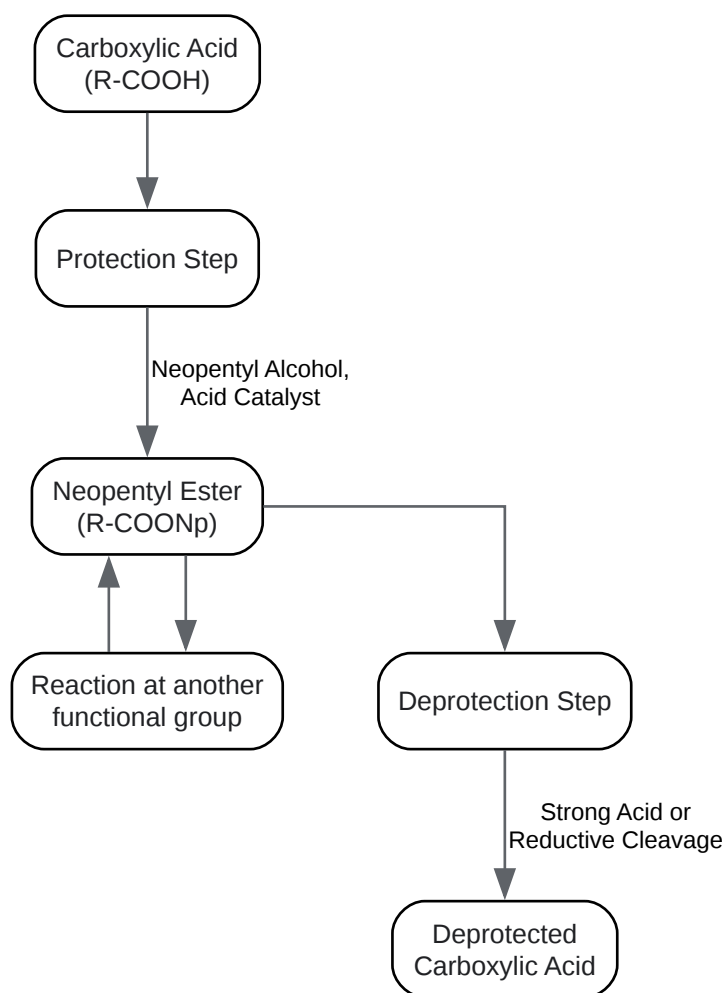 Carboxylic Acid
(R-COOH)
Protection Step
Neopentyl Alcohol,
Acid Catalyst
Neopentyl Ester
(R-COONp)
Reaction at another
functional group
Deprotection Step
Strong Acid or
Reductive Cleavage
Deprotected
Carboxylic Acid